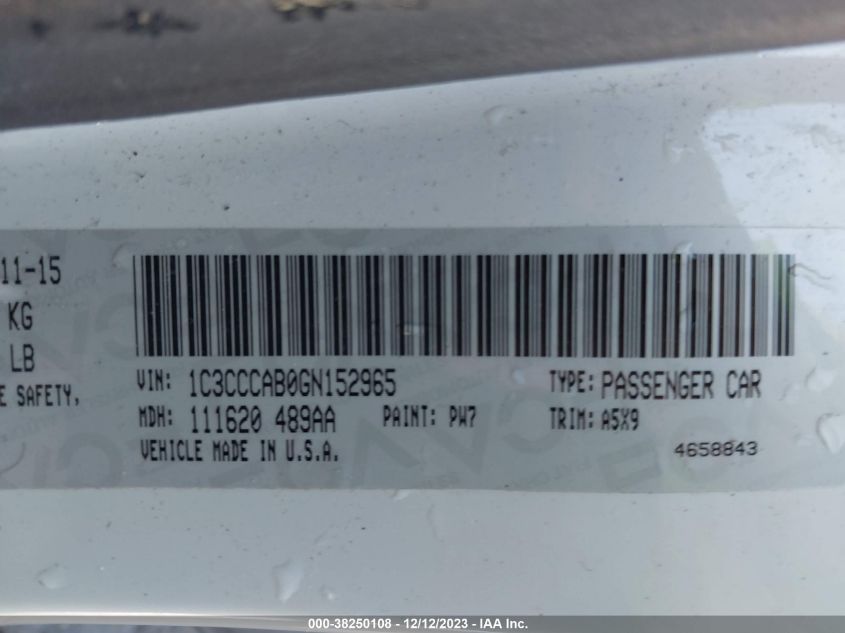 11-15
KG
LB
E SAFETY,
VIN: 1C3CCCAB0GN152965 TYPE: PASSENGER CAR
MDH: 111620 489AA PAINT: PW7 TRIM: A5X9
VEHICLE MADE IN U.S.A. 4658843
000-38250108 - 12/12/2023 - IAA Inc.